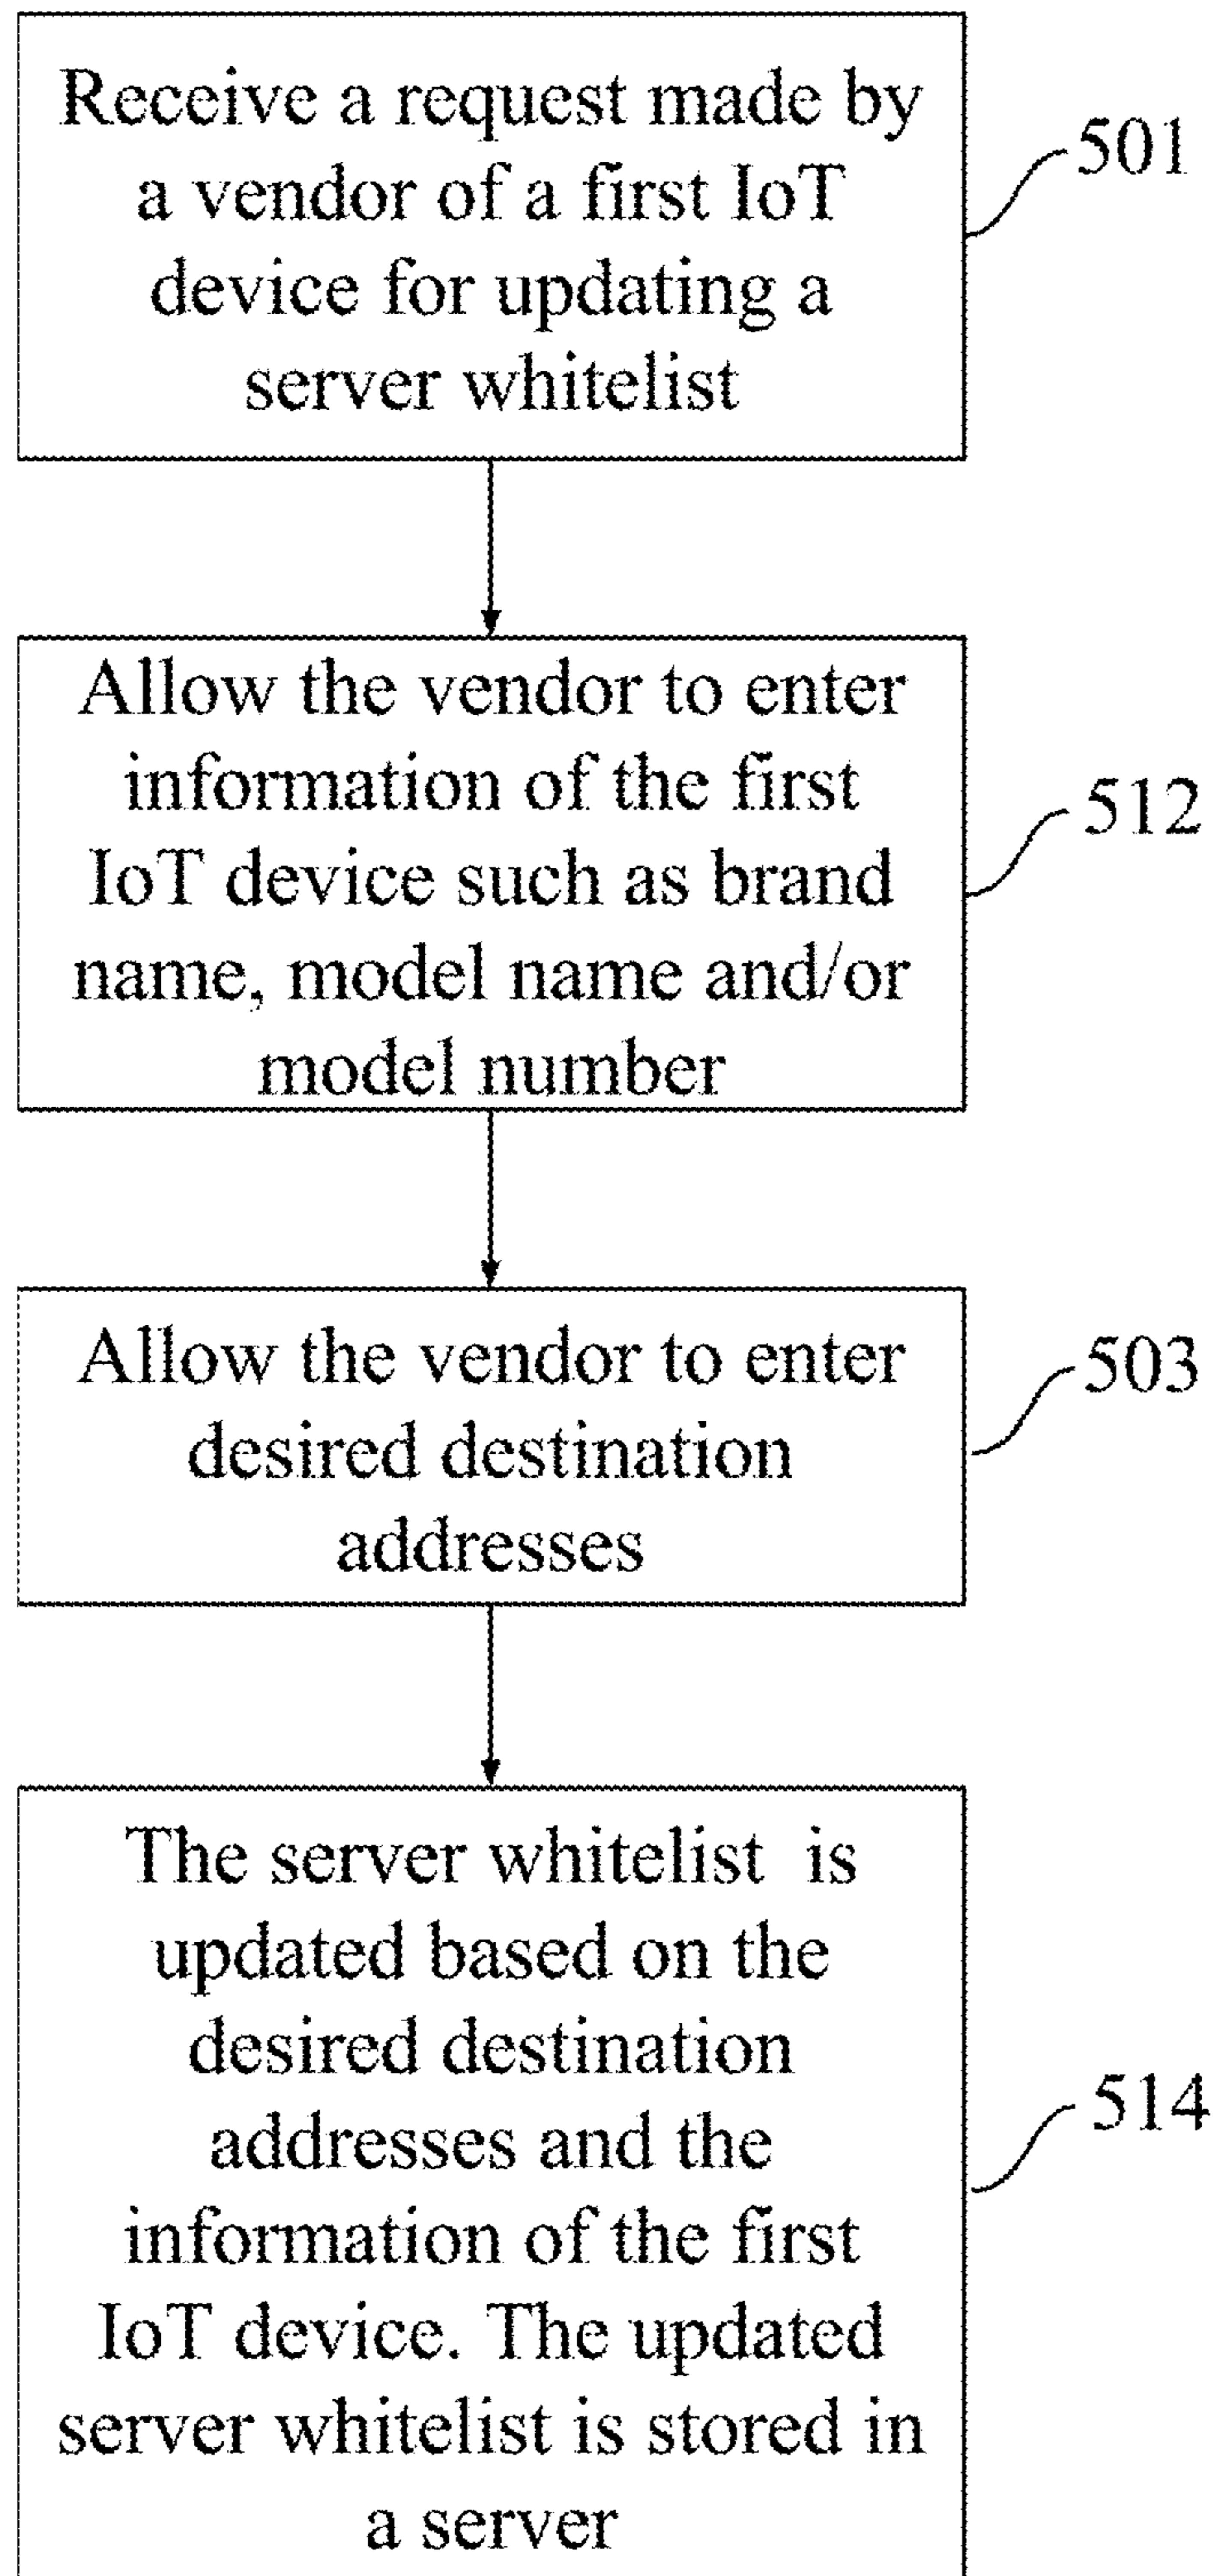 Receive a request made by
a vendor of a first IoT
device for updating a
server whitelist
501
Allow the vendor to enter
information of the first
IoT device such as brand
name, model name and/or
model number
512
Allow the vendor to enter
desired destination
addresses
503
The server whitelist is
updated based on the
desired destination
addresses and the
information of the first
IoT device. The updated
server whitelist is stored in
a server
514